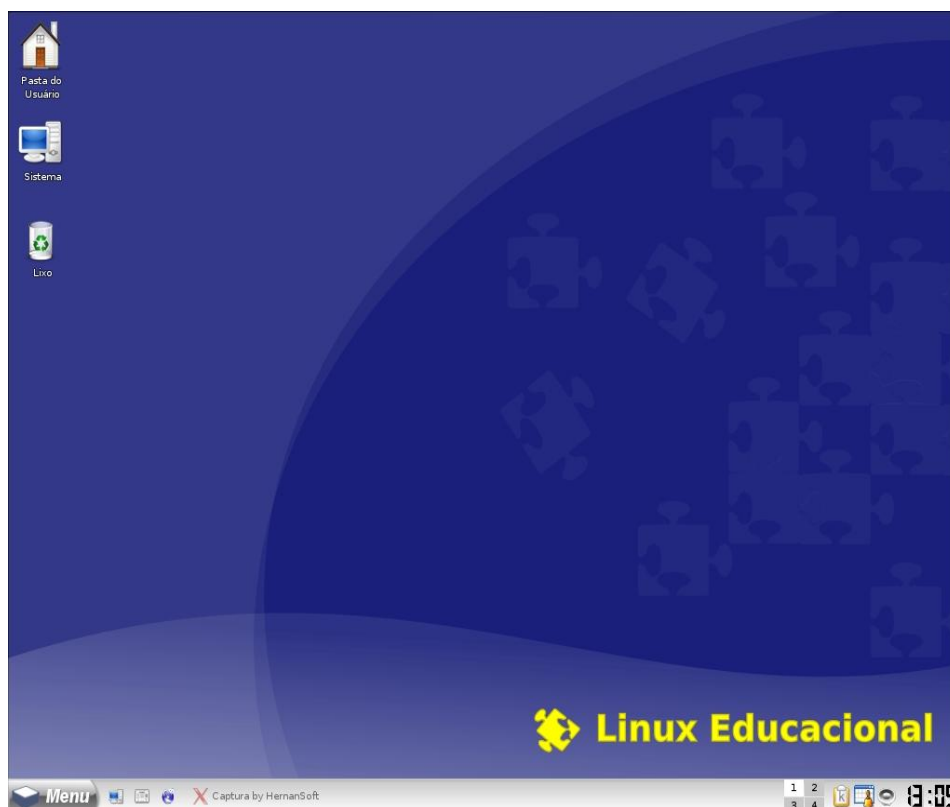 Pasta do
Usuário
Sistema
Lixo
Linux Educacional
Menu
Captura by HernanSoft
1 2
3 4